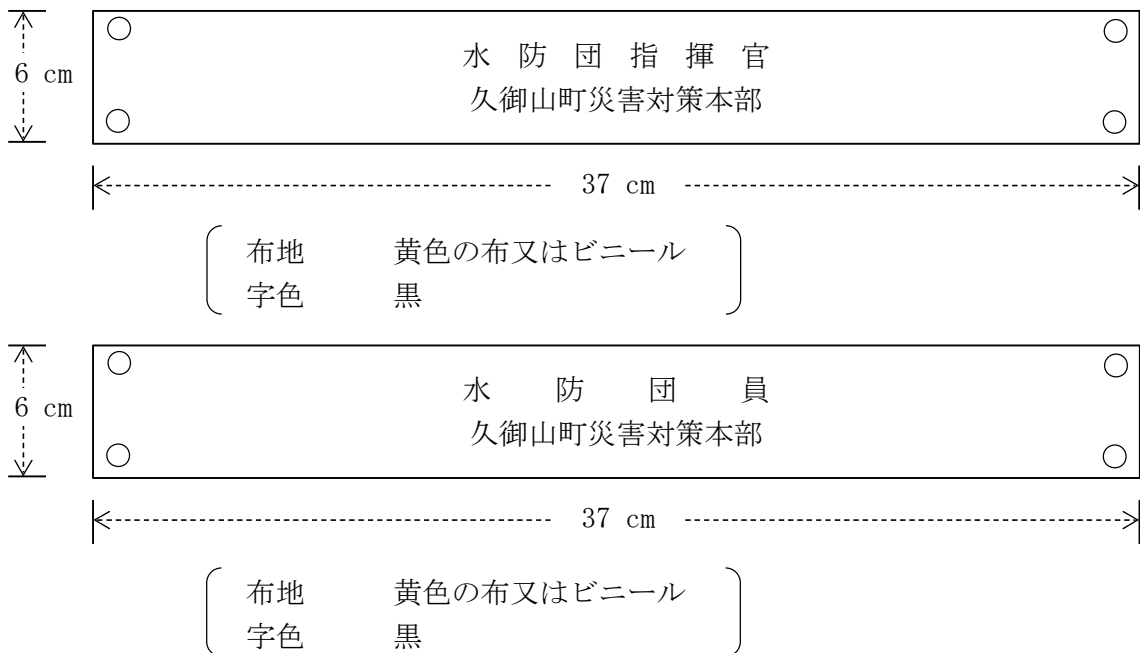 6 cm
水 防 団 指 揮 官
久御山町災害対策本部
37 cm
布地 黄色の布又はビニール
字色 黒
6 cm
水 防 団 員
久御山町災害対策本部
37 cm
布地 黄色の布又はビニール
字色 黒